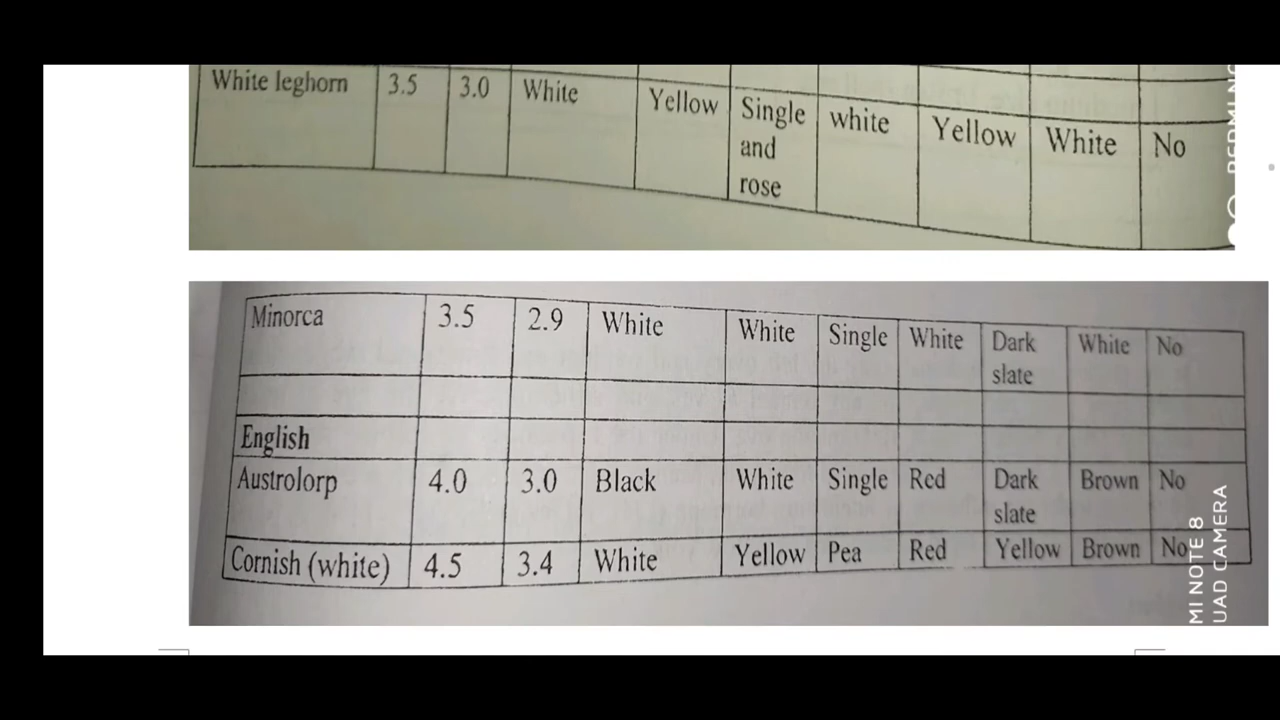 White leghorn 3.5 3.0 White Yellow Single white Yellow White No
and
rose
Minorca 3.5 2.9 White White Single White Dark White No
slate
English
Austrolorp 4.0 3.0 Black White Single Red Dark Brown No
slate
Cornish (white) 4.5 3.4 White Yellow Pea Red Yellow Brown No
MI NOTE 8
UAD CAMERA